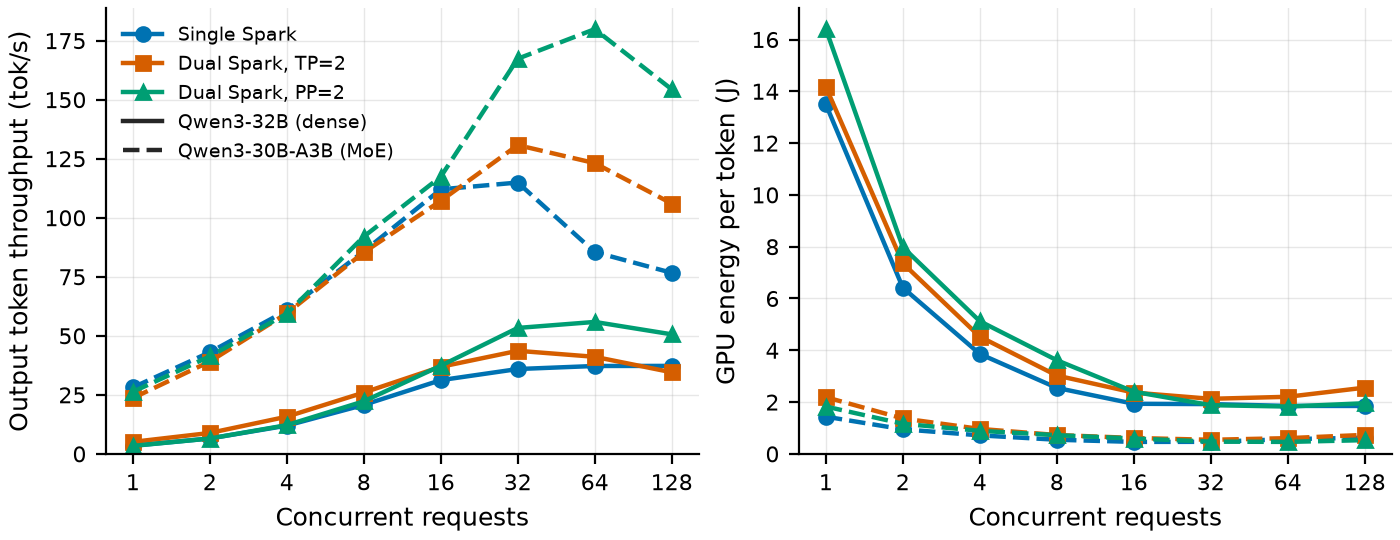 Output token throughput (tok/s)
175
150
125
100
75
50
25
0
Single Spark
Dual Spark, TP=2
Dual Spark, PP=2
Qwen3-32B (dense)
Qwen3-30B-A3B (MoE)
1 2 4 8 16 32 64 128
Concurrent requests
GPU energy per token (J)
16
14
12
10
8
6
4
2
0
1 2 4 8 16 32 64 128
Concurrent requests